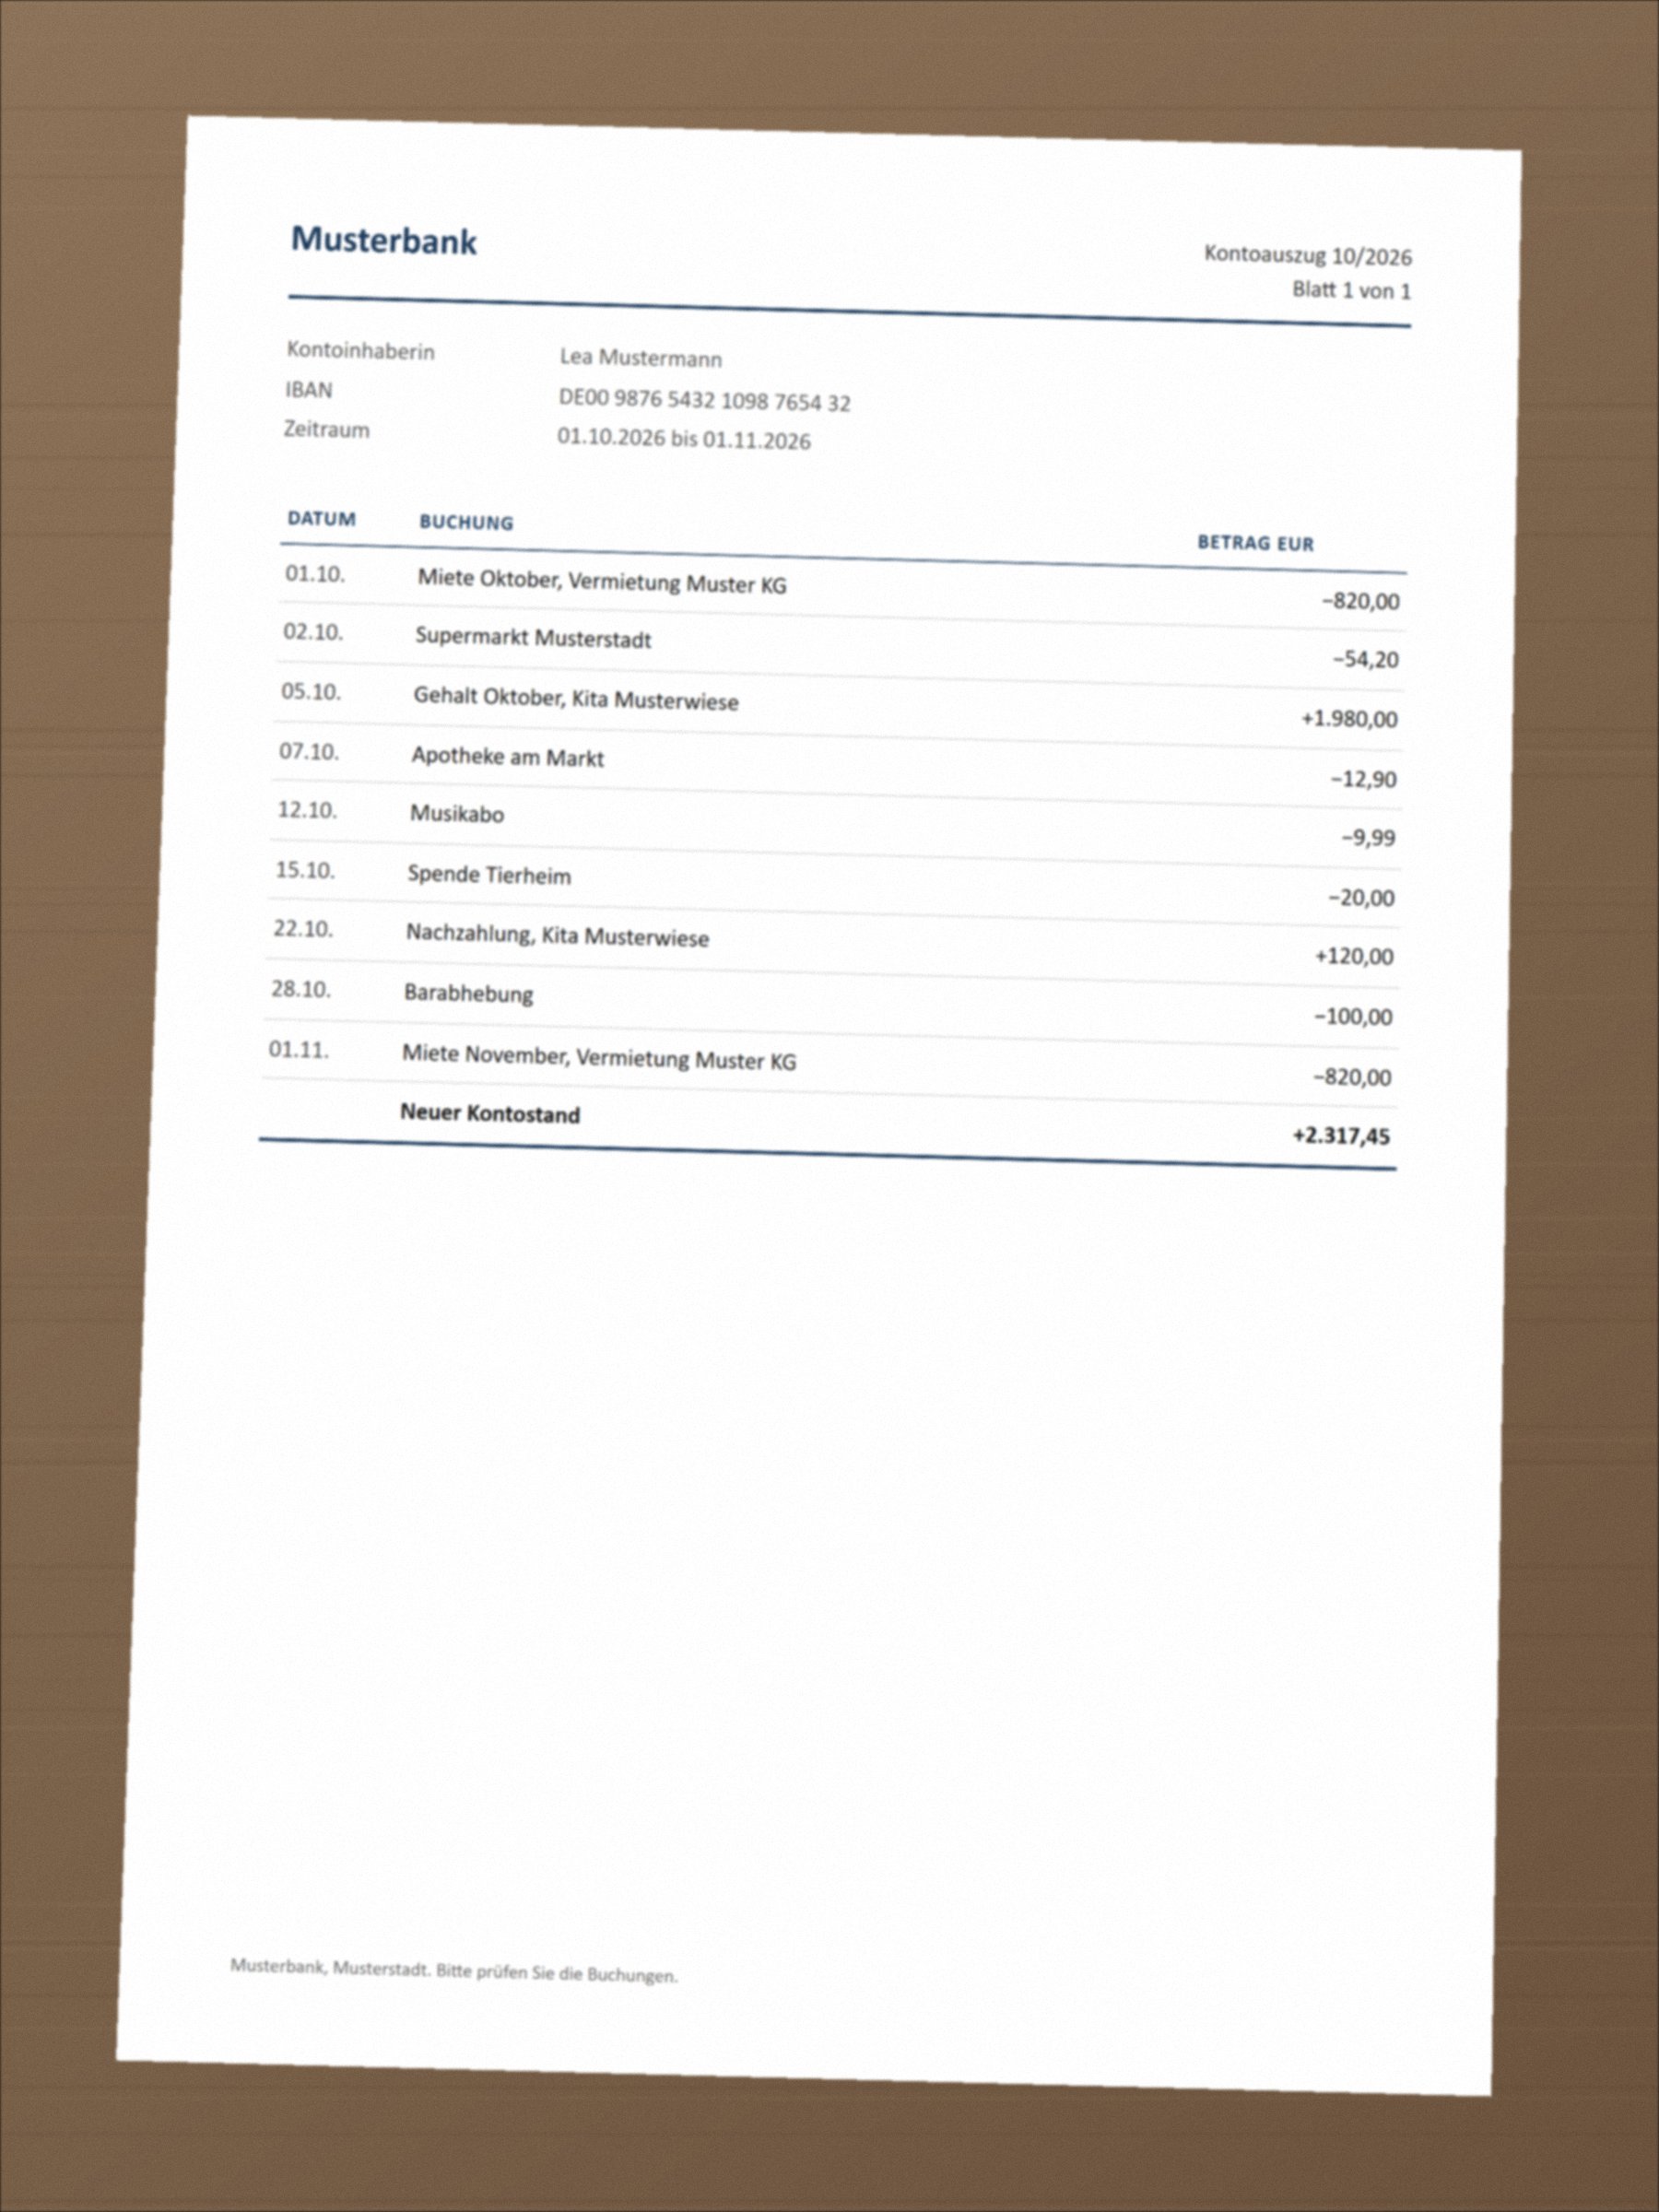 Musterbank
Kontoauszug 10/2026
Blatt 1 von 1
Kontoinhaberin Lea Mustermann
IBAN DE00 9876 5432 1098 7654 32
Zeitraum 01.10.2026 bis 01.11.2026
DATUM BUCHUNG BETRAG EUR
01.10. Miete Oktober, Vermietung Muster KG −820,00
02.10. Supermarkt Musterstadt −54,20
05.10. Gehalt Oktober, Kita Musterwiese +1.980,00
07.10. Apotheke am Markt −12,90
12.10. Musikabo −9,99
15.10. Spende Tierheim −20,00
22.10. Nachzahlung, Kita Musterwiese +120,00
28.10. Barabhebung −100,00
01.11. Miete November, Vermietung Muster KG −820,00
Neuer Kontostand +2.317,45
Musterbank, Musterstadt. Bitte prüfen Sie die Buchungen.